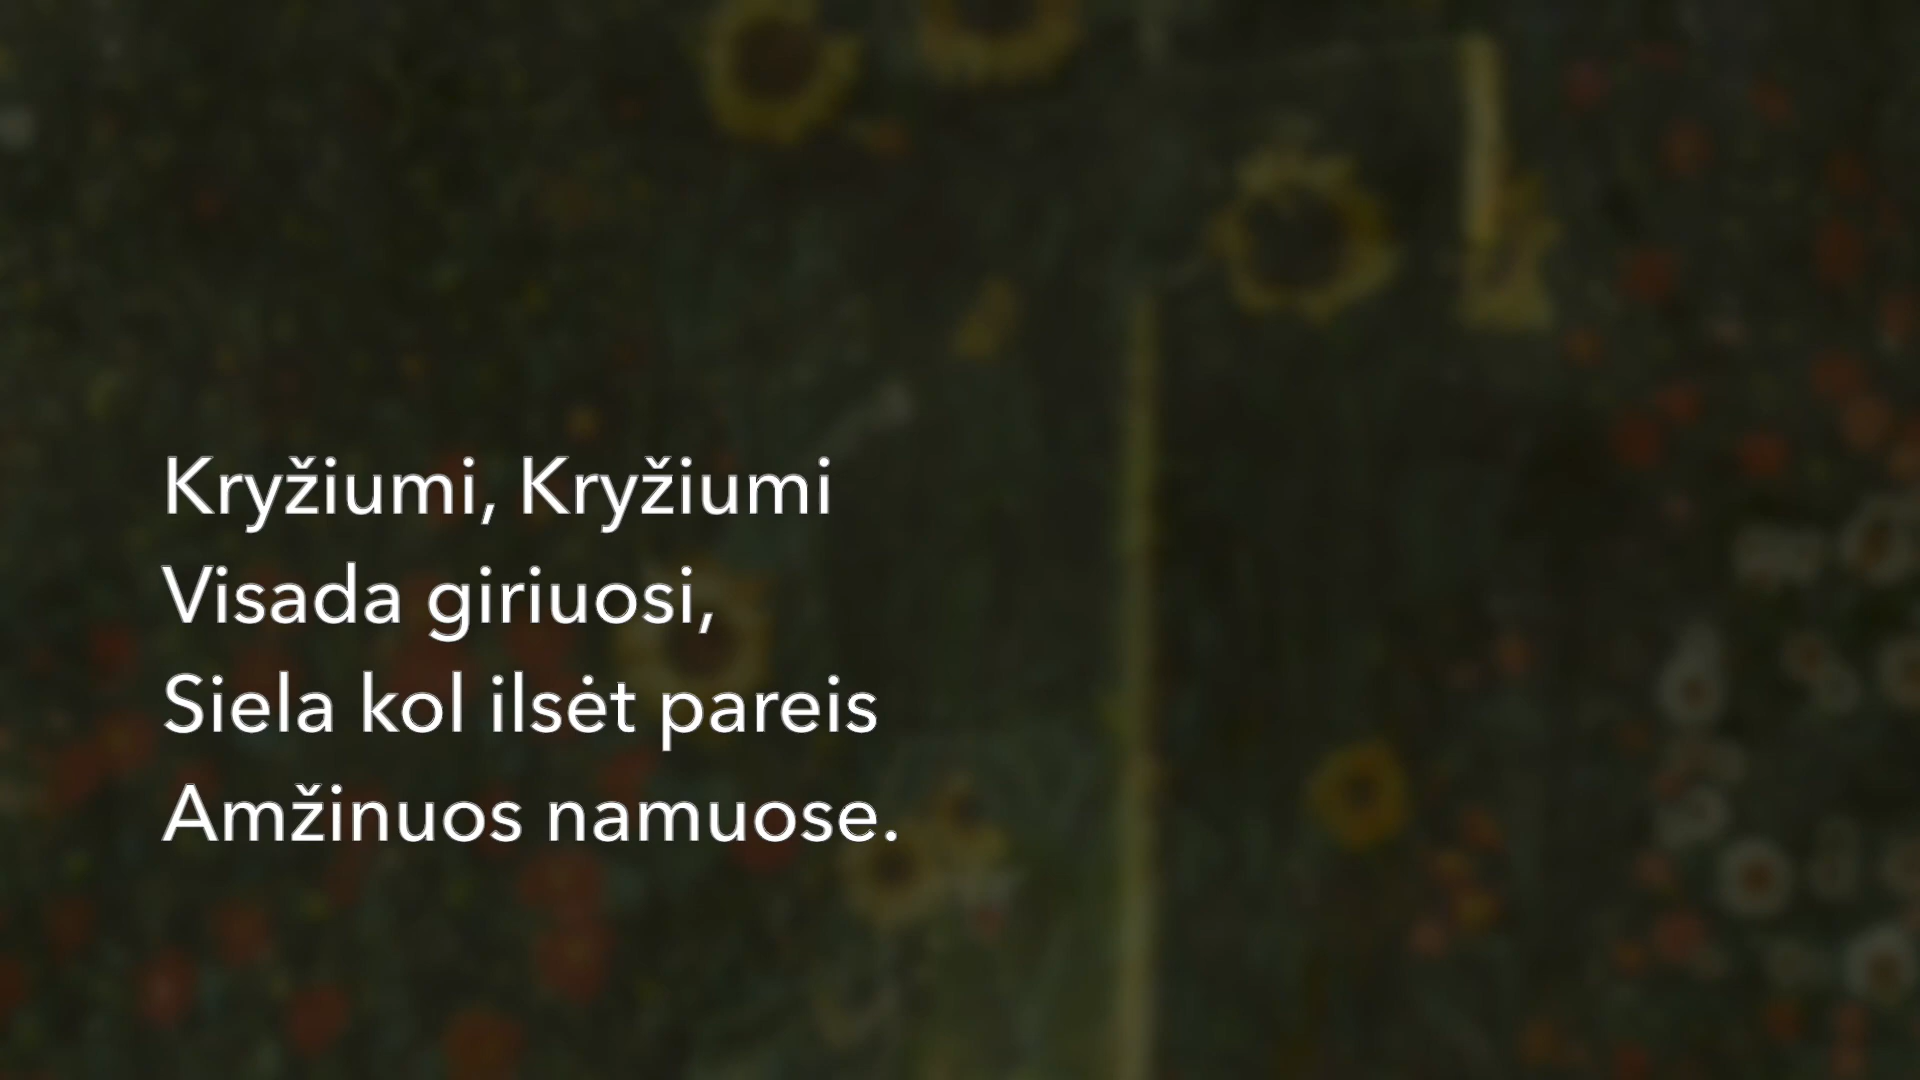 Kryžiumi, Kryžiumi
Visada giriuosi,
Siela kol ilsėt pareis
Amžinuos namuose.